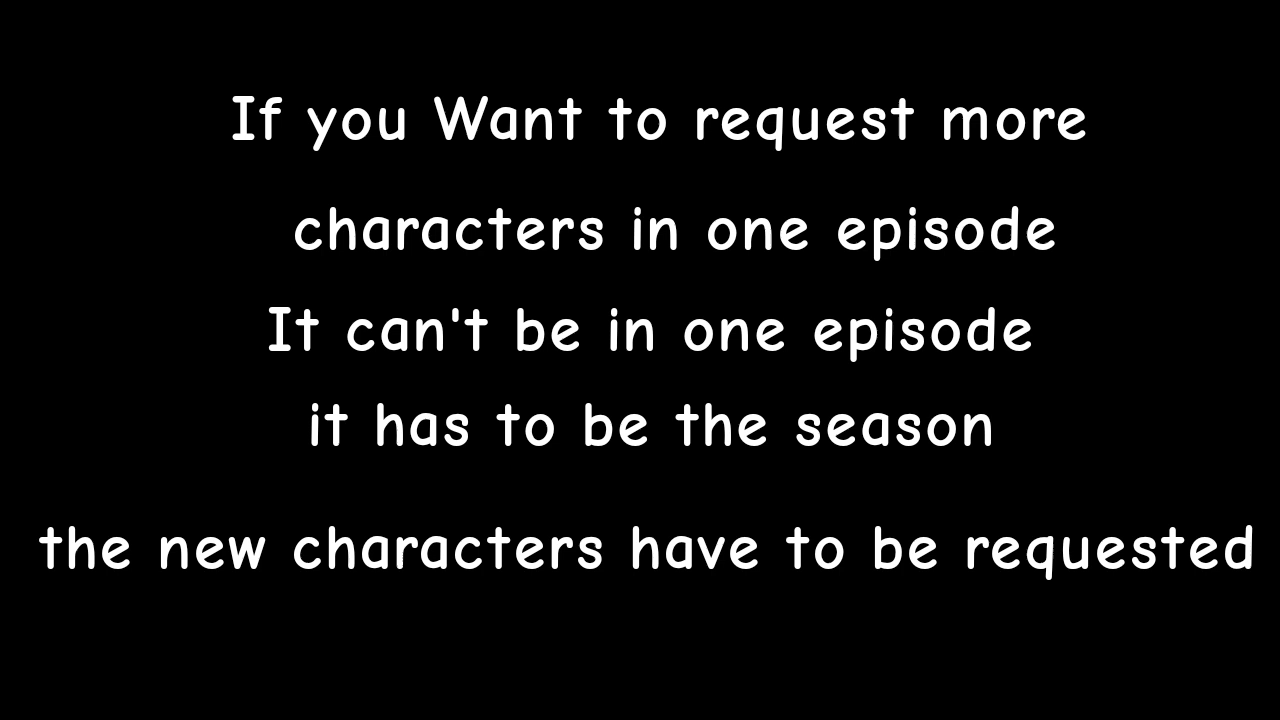 If you Want to request more
characters in one episode
It can't be in one episode
it has to be the season
the new characters have to be requested